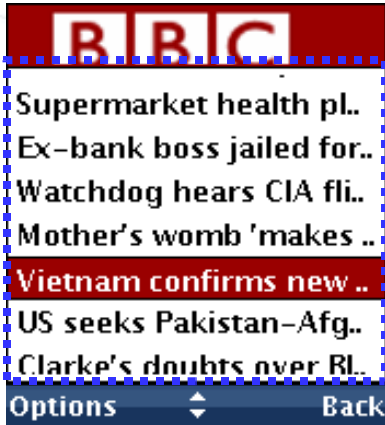 BBC
Supermarket health pl..
Ex-bank boss jailed for..
Watchdog hears CIA fli..
Mother's womb 'makes ..
Vietnam confirms new ..
US seeks Pakistan-Afg..
Clarke's doubts over Bl..
Options Back